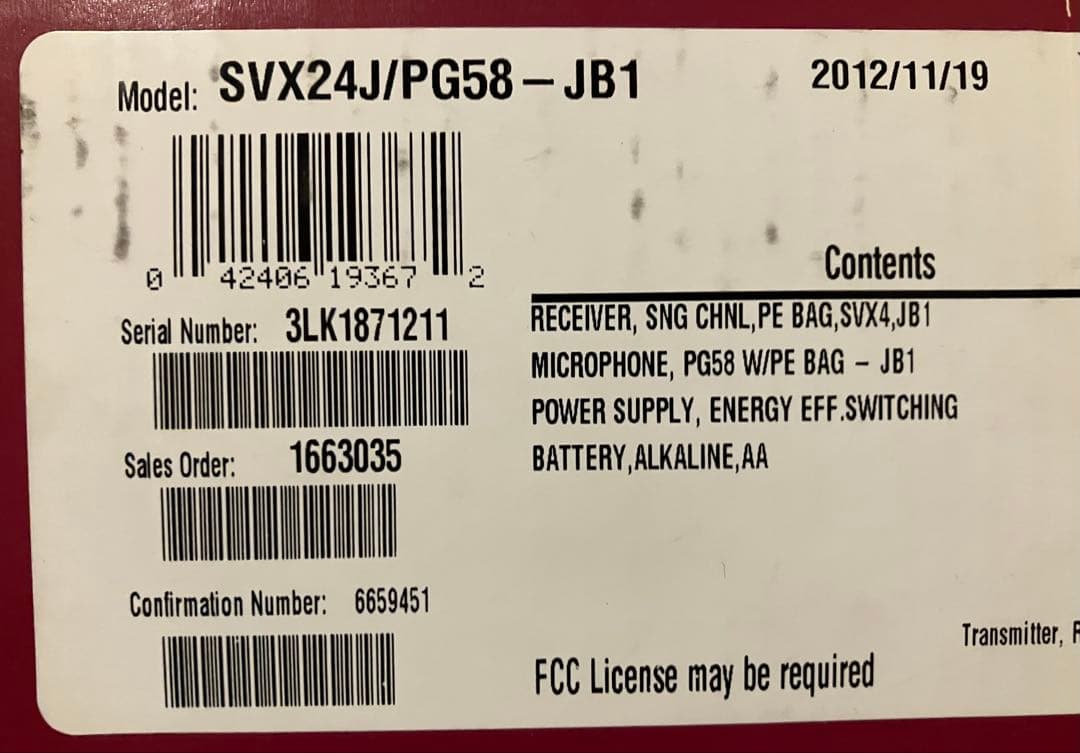 Model: SVX24J/PG58 – JB1
2012/11/19
0 42406 19367 2
Serial Number: 3LK1871211
Sales Order: 1663035
Confirmation Number: 6659451
Contents
RECEIVER, SNG CHNL,PE BAG,SVX4,JB1
MICROPHONE, PG58 W/PE BAG – JB1
POWER SUPPLY, ENERGY EFF.SWITCHING
BATTERY,ALKALINE,AA
Transmitter,
FCC License may be required